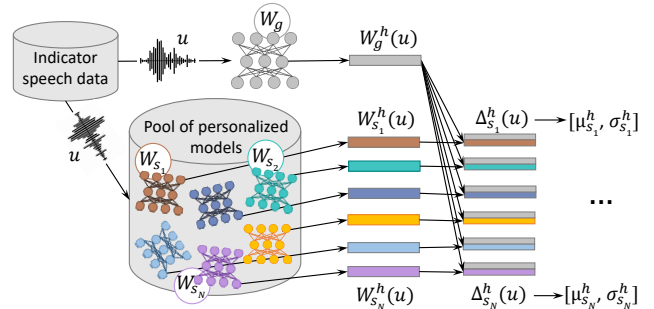 W_g
u
W_g^h(u)
Indicator
speech data
u
Pool of personalized
models
W_{s_1}
W_{s_2}
W_{s_N}
W_{s_1}^h(u)
Δ_{s_1}^h(u)
[μ_{s_1}^h, σ_{s_1}^h]
...
W_{s_N}^h(u)
Δ_{s_N}^h(u)
[μ_{s_N}^h, σ_{s_N}^h]